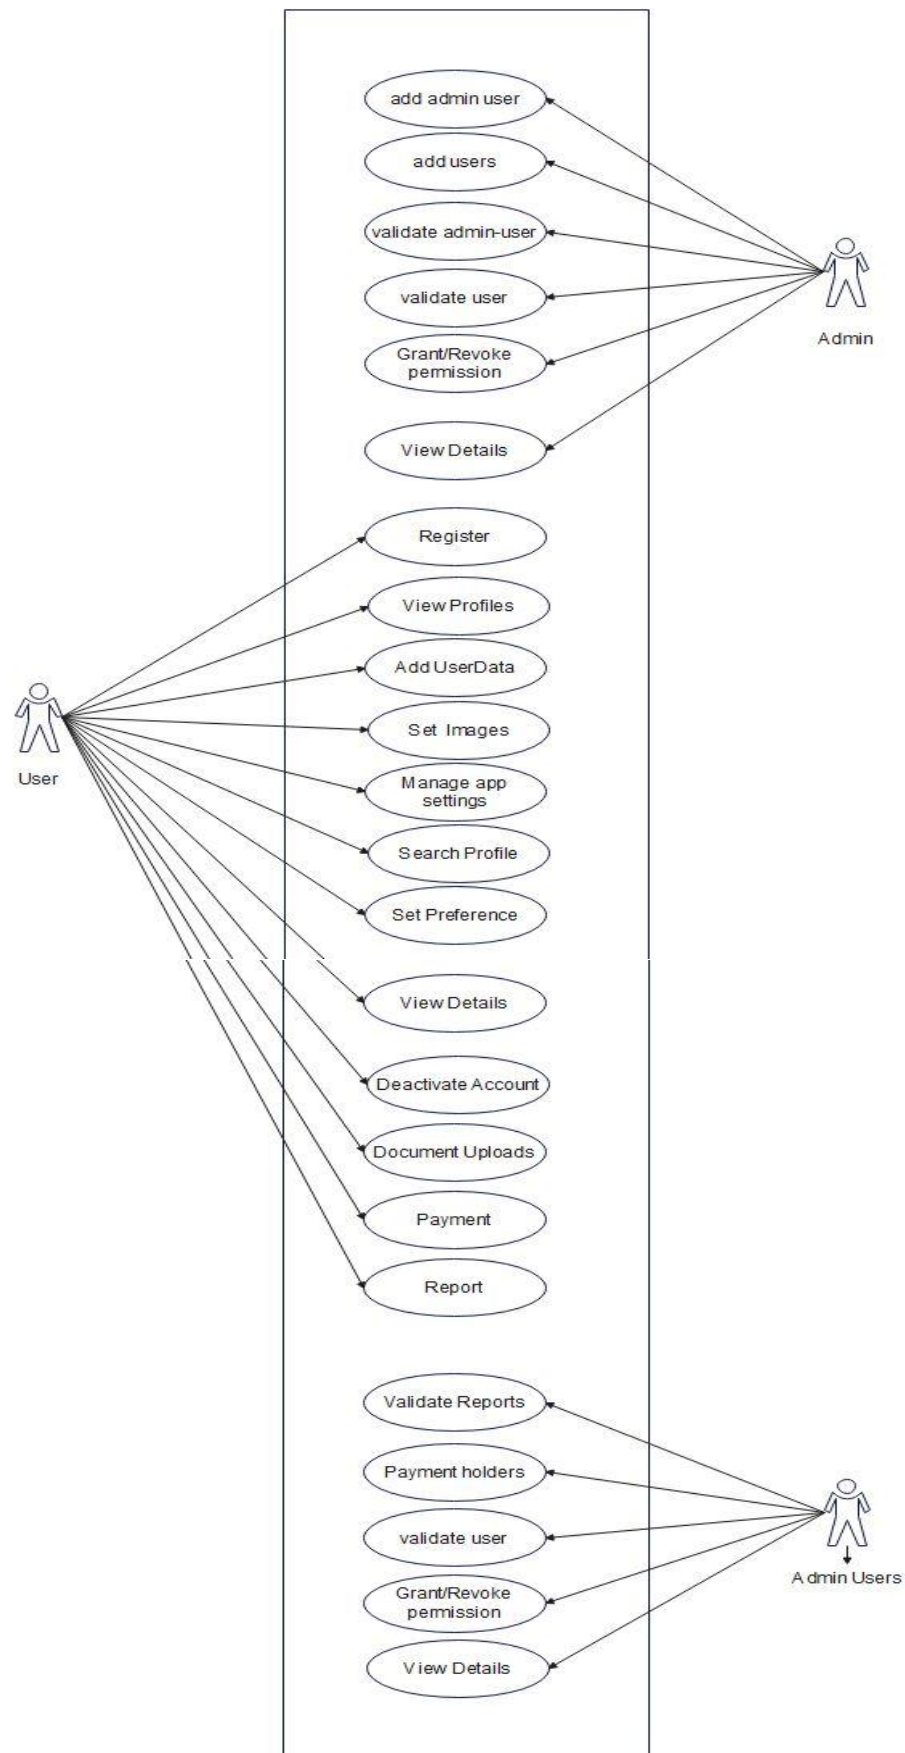 add admin user
add users
validate admin-user
validate user
Grant/Revoke
permission
Admin
View Details
Register
View Profiles
Add UserData
Set Images
User
Manage app
settings
Search Profile
Set Preference
View Details
Deactivate Account
Document Uploads
Payment
Report
Validate Reports
Payment holders
validate user
Admin Users
Grant/Revoke
permission
View Details